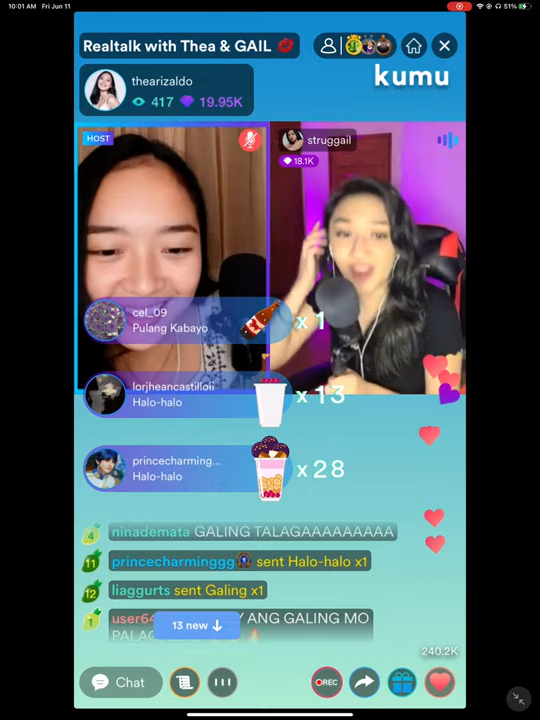 10:01 AM Fri Jun 11
51%
Realtalk with Thea & GAIL 💋
kumu
thearizaldo
417 19.95K
HOST
struggail
18.1K
cel_09
Pulang Kabayo
x 1
lorjheancastilloii
Halo-halo
x 13
princecharming...
Halo-halo
x 28
4 ninademata GALING TALAGAAAAAAAAA
11 princecharminggg sent Halo-halo x1
12 liaggurts sent Galing x1
1 user64 Y ANG GALING MO
13 new ↓
240.2K
Chat
REC